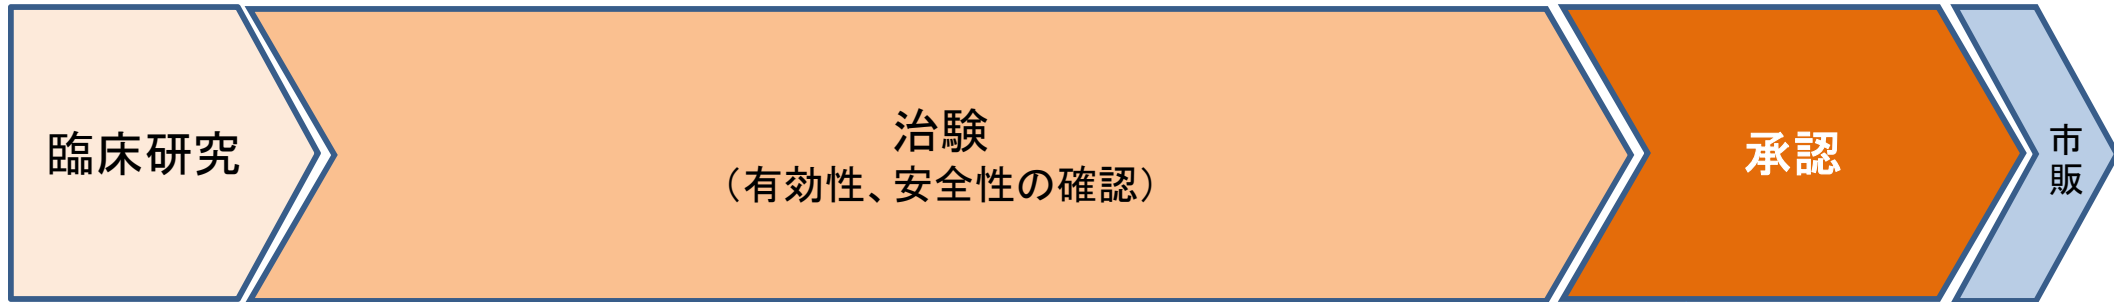 臨床研究
治験
（有効性、安全性の確認）
承認
市
販